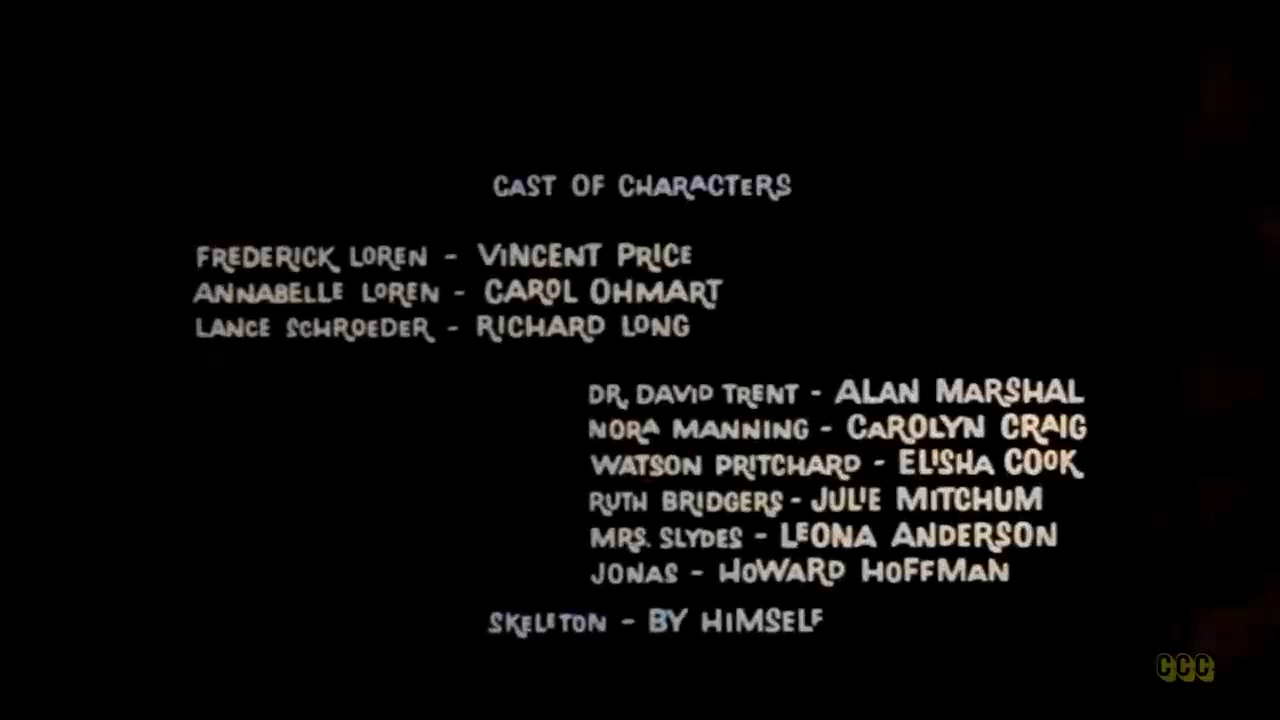 CAST OF CHARACTERS
FREDERICK LOREN - VINCENT PRICE
ANNABELLE LOREN - CAROL OHMART
LANCE SCHROEDER - RICHARD LONG
DR. DAVID TRENT - ALAN MARSHAL
NORA MANNING - CAROLYN CRAIG
WATSON PRITCHARD - ELISHA COOK
RUTH BRIDGERS - JULIE MITCHUM
MRS. SLYDES - LEONA ANDERSON
JONAS - HOWARD HOFFMAN
SKELETON - BY HIMSELF
CCC